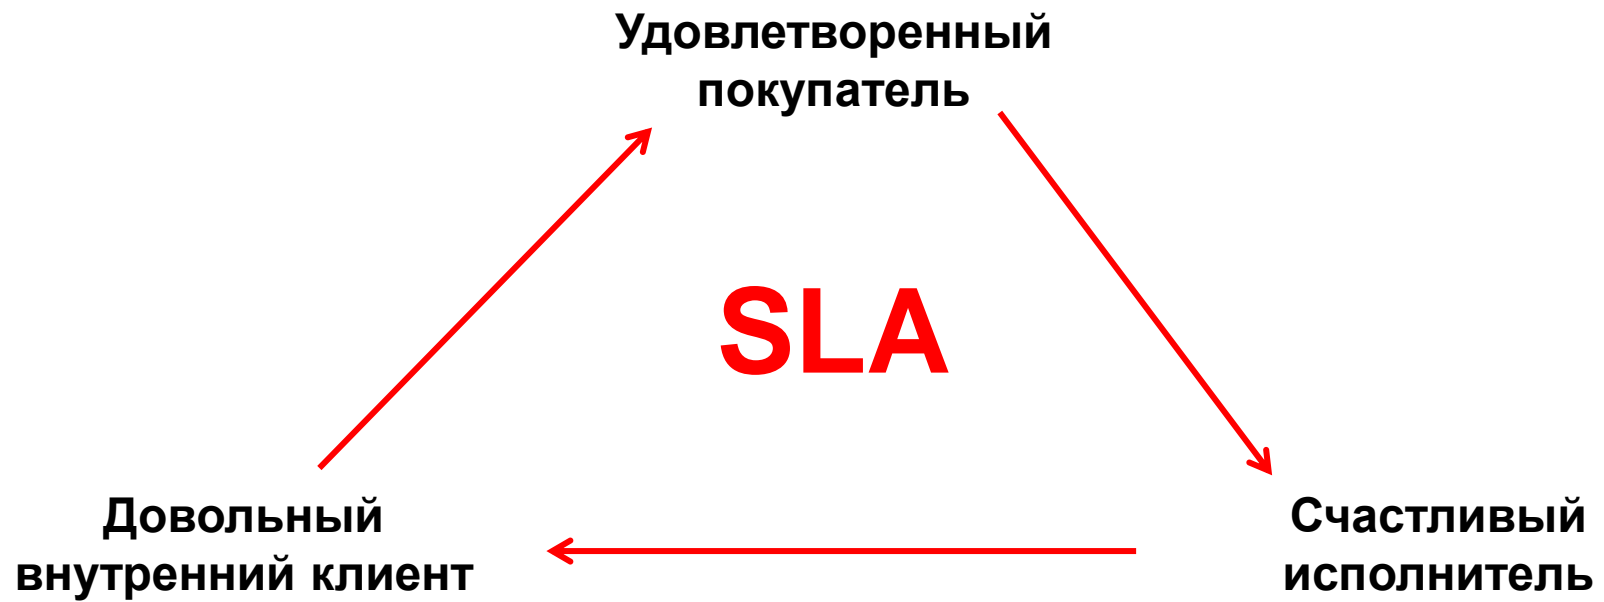 Удовлетворенный
покупатель
SLA
Довольный
внутренний клиент
Счастливый
исполнитель